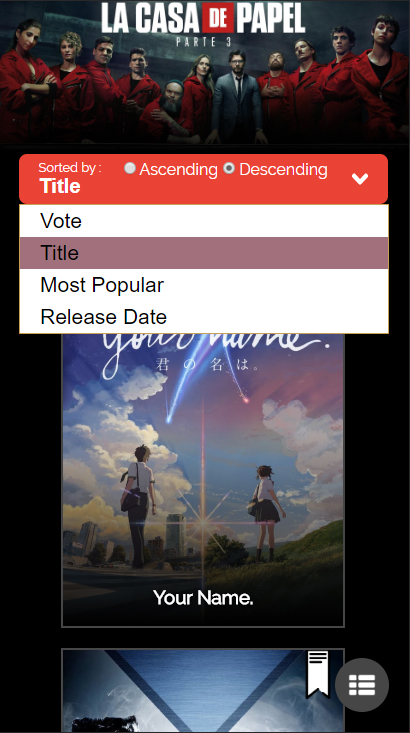 LA CASA DE PAPEL
PARTE 3
Sorted by :
Ascending Descending
Title
Vote
Title
Most Popular
Release Date
your name.
君の名は。
Your Name.